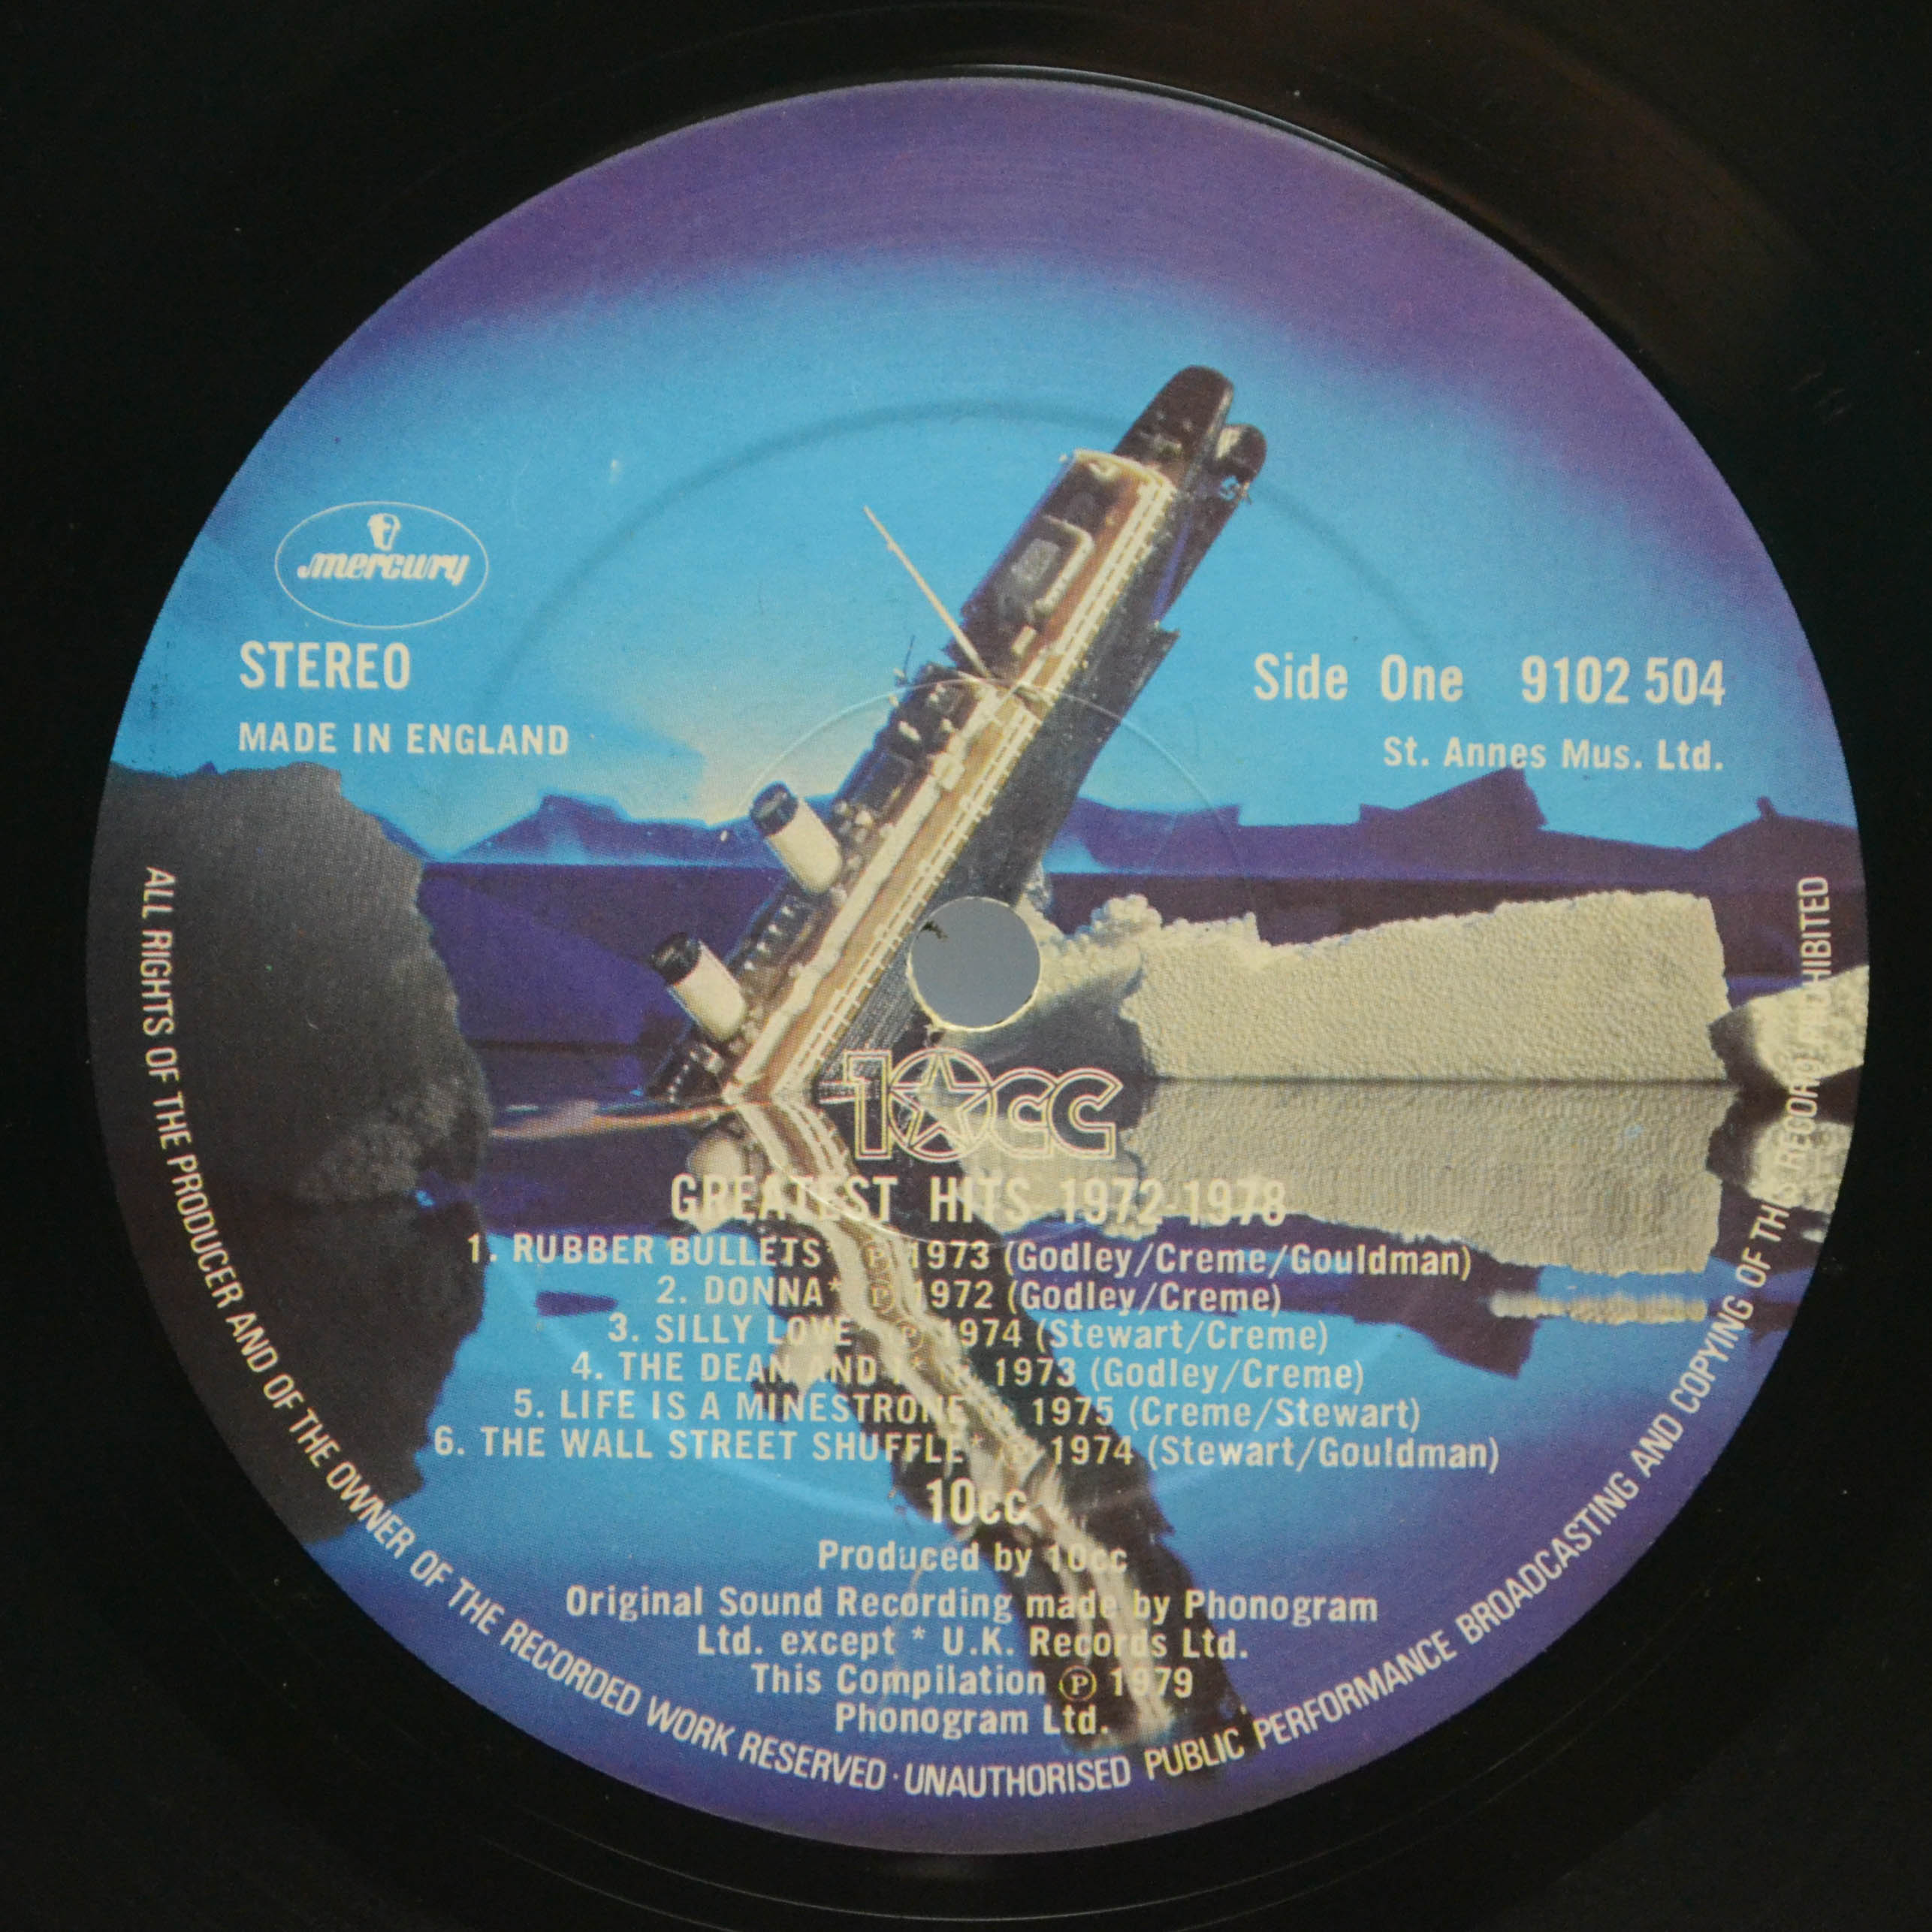 mercury
STEREO
MADE IN ENGLAND
Side One 9102 504
St. Annes Mus. Ltd.
10cc
GREATEST HITS 1972-1978
1. RUBBER BULLETS* ℗ 1973 (Godley/Creme/Gouldman)
2. DONNA* ℗ 1972 (Godley/Creme)
3. SILLY LOVE ℗ 1974 (Stewart/Creme)
4. THE DEAN AND I* ℗ 1973 (Godley/Creme)
5. LIFE IS A MINESTRONE ℗ 1975 (Creme/Stewart)
6. THE WALL STREET SHUFFLE* ℗ 1974 (Stewart/Gouldman)
10cc
Produced by 10cc
Original Sound Recording made by Phonogram
Ltd. except * U.K. Records Ltd.
This Compilation ℗ 1979
Phonogram Ltd.
ALL RIGHTS OF THE PRODUCER AND OF THE OWNER OF THE RECORDED WORK RESERVED · UNAUTHORISED PUBLIC PERFORMANCE BROADCASTING AND COPYING OF THIS RECORD PROHIBITED